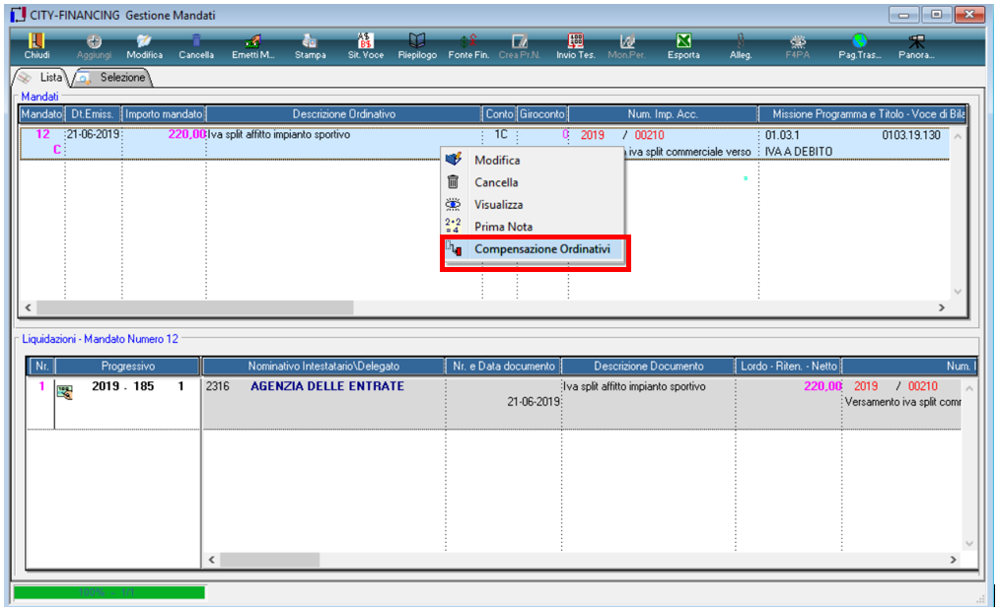 CITY-FINANCING Gestione Mandati
Chiudi Aggiungi Modifica Cancella Emetti M... Stampa Sit. Voce Riepilogo Fonte Fin. Crea Pr.N. Invio Tes. Mon.Per. Esporta Alleg. F4PA Pag.Tras... Panora...
Lista Selezione
Mandati
Mandato Dt.Emiss. Importo mandato Descrizione Ordinativo Conto Giroconto Num. Imp. Acc. Missione Programma e Titolo - Voce di Bila
12 21-06-2019 220,00 Iva split affitto impianto sportivo 1C 0 2019 / 00210 01.03.1 0103.19.130
C iva split commerciale verso IVA A DEBITO
Modifica
Cancella
Visualizza
2*2
=4 Prima Nota
Compensazione Ordinativi
Liquidazioni - Mandato Numero 12
Nr. Progressivo Nominativo Intestatario\Delegato Nr. e Data documento Descrizione Documento Lordo - Riten. - Netto Num. I
1 2019 . 185 1 2316 AGENZIA DELLE ENTRATE Iva split affitto impianto sportivo 220,00 2019 / 00210
21-06-2019 Versamento iva split comm
100% - 1/1